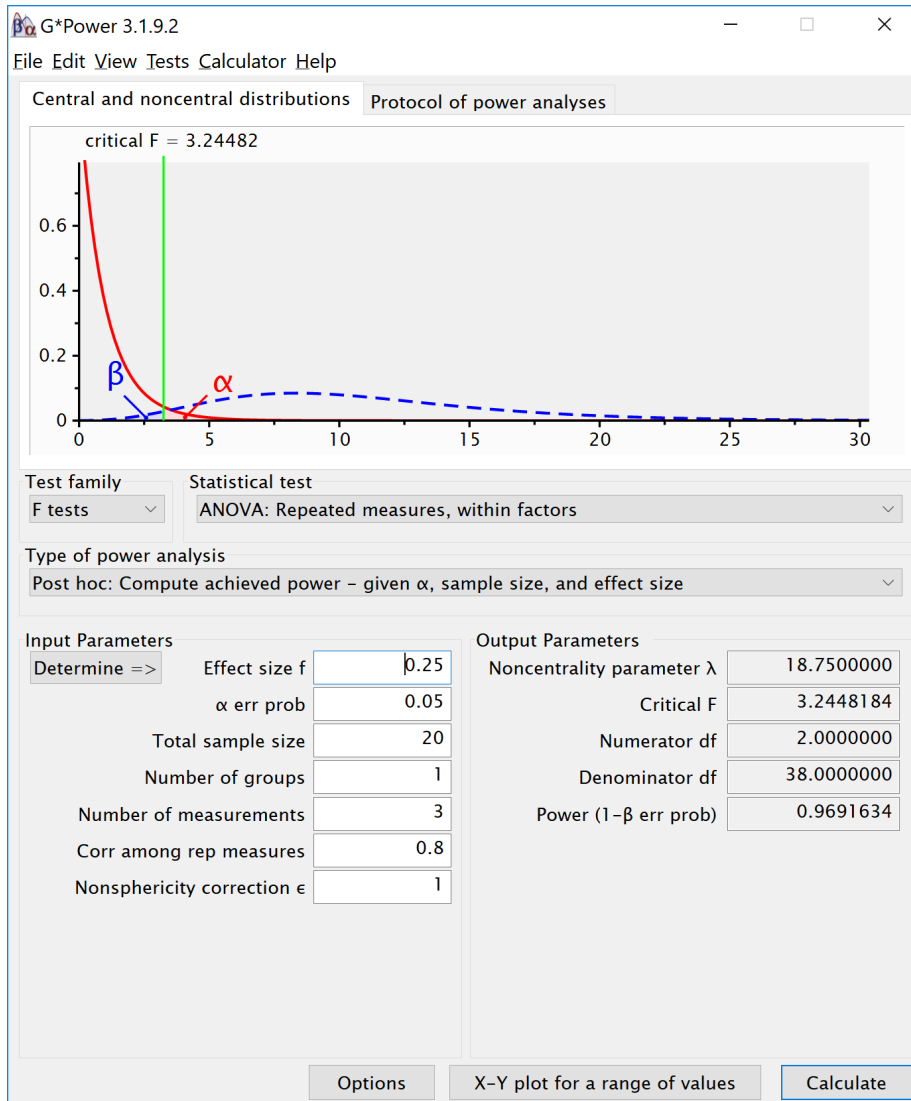 βα G*Power 3.1.9.2
File Edit View Tests Calculator Help
Central and noncentral distributions Protocol of power analyses
critical F = 3.24482
0.6
0.4
0.2
β α
0
0 5 10 15 20 25 30
Test family Statistical test
F tests ANOVA: Repeated measures, within factors
Type of power analysis
Post hoc: Compute achieved power – given α, sample size, and effect size
Input Parameters Output Parameters
Determine => Effect size f 0.25 Noncentrality parameter λ 18.7500000
α err prob 0.05 Critical F 3.2448184
Total sample size 20 Numerator df 2.0000000
Number of groups 1 Denominator df 38.0000000
Number of measurements 3 Power (1-β err prob) 0.9691634
Corr among rep measures 0.8
Nonsphericity correction ϵ 1
Options X-Y plot for a range of values Calculate